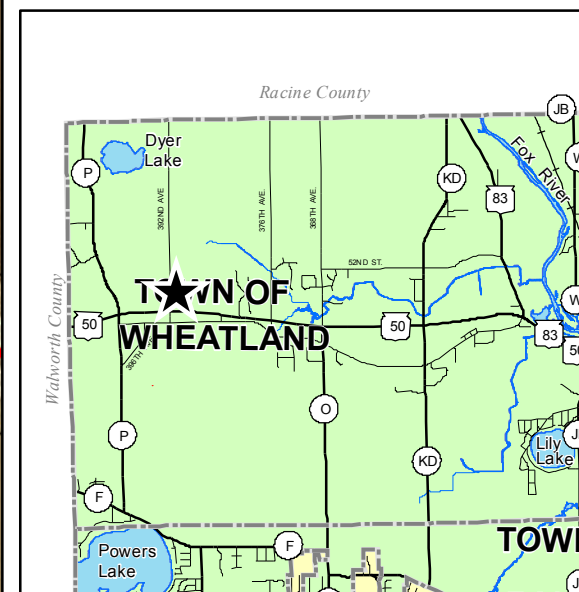 Racine County
JB
Dyer
Lake
Fox River
P
W
KD
83
392ND AVE.
376TH AVE.
368TH AVE.
52ND ST.
Walworth County
TOWN OF
WHEATLAND
W
50
50
83
50
396TH
O
P
KD
J
Lily
Lake
F
TOW
F
Powers
Lake
J